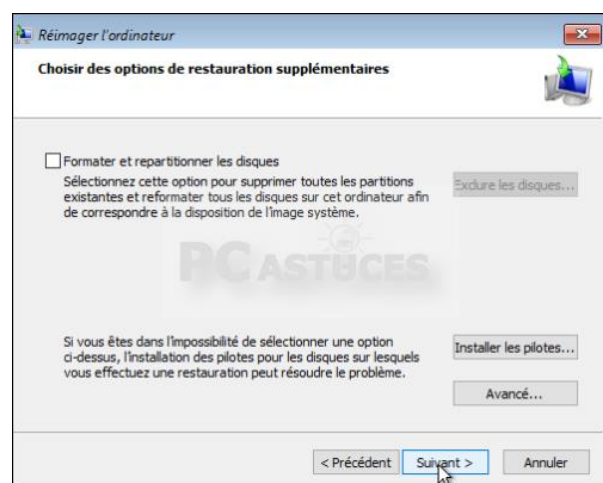 Réimager l'ordinateur
Choisir des options de restauration supplémentaires
Formater et repartitionner les disques
Sélectionnez cette option pour supprimer toutes les partitions
existantes et reformater tous les disques sur cet ordinateur afin
de correspondre à la disposition de l'image système.
Exclure les disques...
PC ASTUCES
Si vous êtes dans l'impossibilité de sélectionner une option
ci-dessus, l'installation des pilotes pour les disques sur lesquels
vous effectuez une restauration peut résoudre le problème.
Installer les pilotes...
Avancé...
< Précédent
Suivant >
Annuler